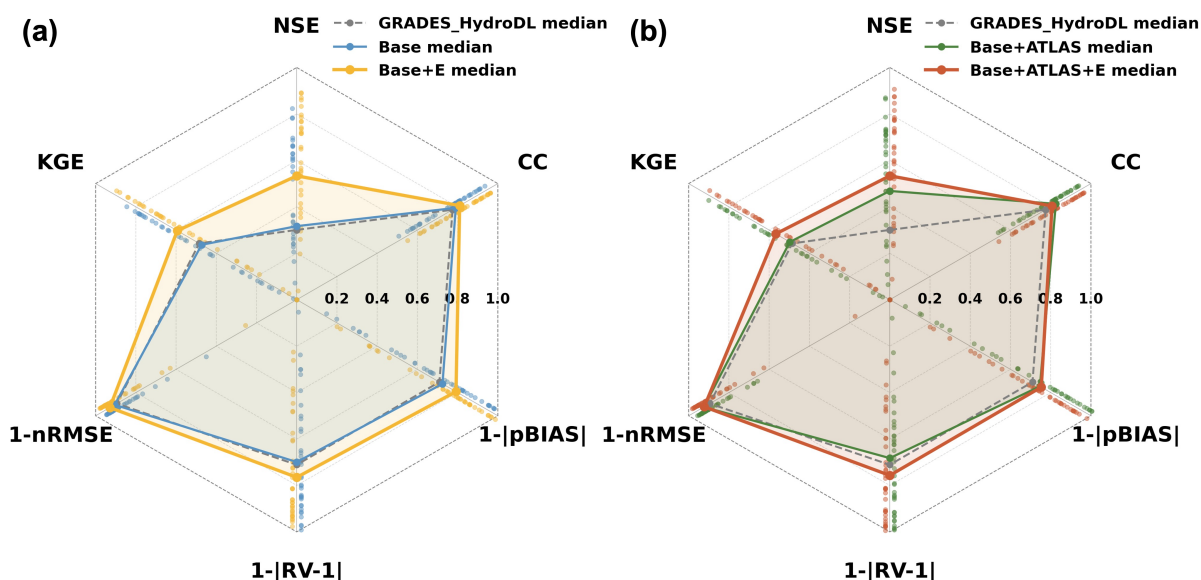 (a)
NSE
GRADES_HydroDL median
Base median
Base+E median
KGE
CC
0.2 0.4 0.6 0.8 1.0
1-nRMSE
1-|pBIAS|
1-|RV-1|
(b)
NSE
GRADES_HydroDL median
Base+ATLAS median
Base+ATLAS+E median
KGE
CC
0.2 0.4 0.6 0.8 1.0
1-nRMSE
1-|pBIAS|
1-|RV-1|